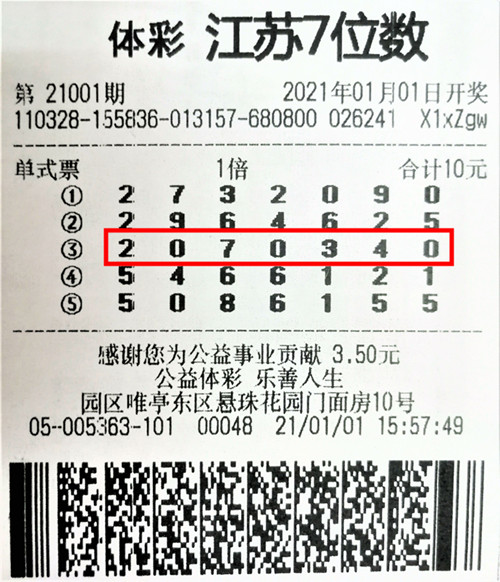 体彩 江苏7位数
第 21001期 2021年01月01日开奖
110328-155836-013157-680800 026241 X1xZgw
单式票 1倍 合计10元
① 2 7 3 2 0 9 0
② 2 9 6 4 6 2 5
③ 2 0 7 0 3 4 0
④ 5 4 6 6 1 2 1
⑤ 5 0 8 6 1 5 5
感谢您为公益事业贡献 3.50元
公益体彩 乐善人生
园区唯亭东区悬珠花园门面房10号
05-005363-101 00048 21/01/01 15:57:49